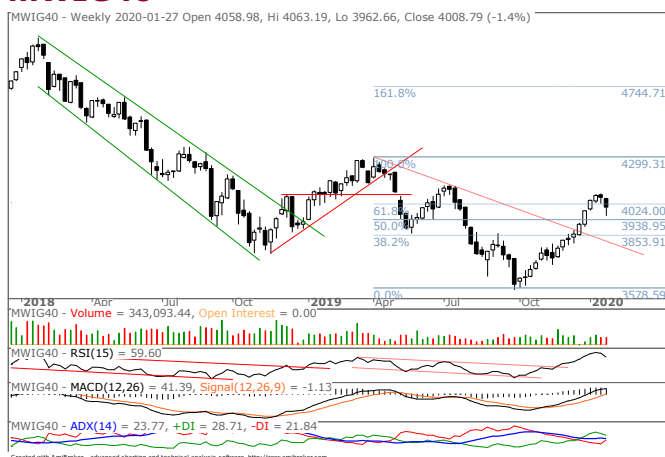 MWIG40 - Weekly 2020-01-27 Open 4058.98, Hi 4063.19, Lo 3962.66, Close 4008.79 (-1.4%)
161.8% 4744.71
4299.31
61.8% 4024.00
50.0% 3938.95
38.2% 3853.91
0.0% 3578.59
2018 Apr Jul Oct 2019 Apr Jul Oct 2020
MWIG40 - Volume = 343,093.44, Open Interest = 0.00
MWIG40 - RSI(15) = 59.60
MWIG40 - MACD(12,26) = 41.39, Signal(12,26,9) = -1.13
MWIG40 - ADX(14) = 23.77, +DI = 28.71, -DI = 21.84